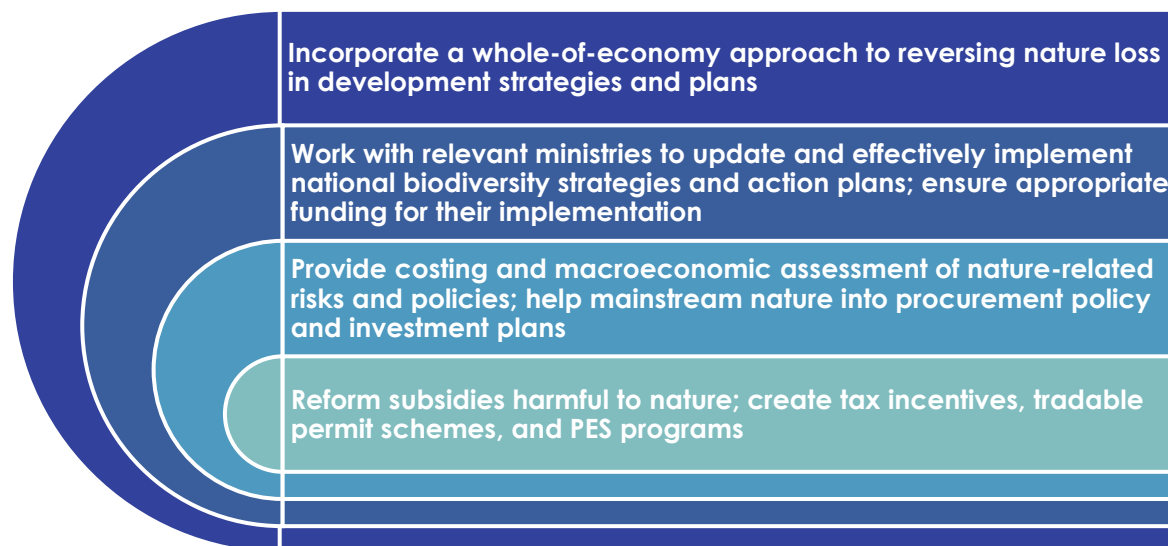 Incorporate a whole-of-economy approach to reversing nature loss
in development strategies and plans
Work with relevant ministries to update and effectively implement
national biodiversity strategies and action plans; ensure appropriate
funding for their implementation
Provide costing and macroeconomic assessment of nature-related
risks and policies; help mainstream nature into procurement policy
and investment plans
Reform subsidies harmful to nature; create tax incentives, tradable
permit schemes, and PES programs